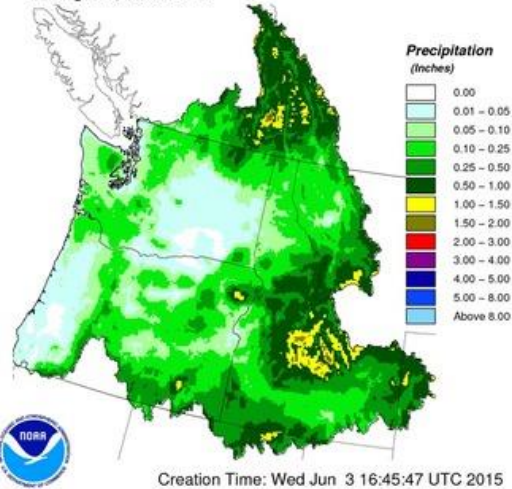 Precipitation
(Inches)
0.00
0.01 - 0.05
0.05 - 0.10
0.10 - 0.25
0.25 - 0.50
0.50 - 1.00
1.00 - 1.50
1.50 - 2.00
2.00 - 3.00
3.00 - 4.00
4.00 - 5.00
5.00 - 8.00
Above 8.00
NOAA
Creation Time: Wed Jun 3 16:45:47 UTC 2015